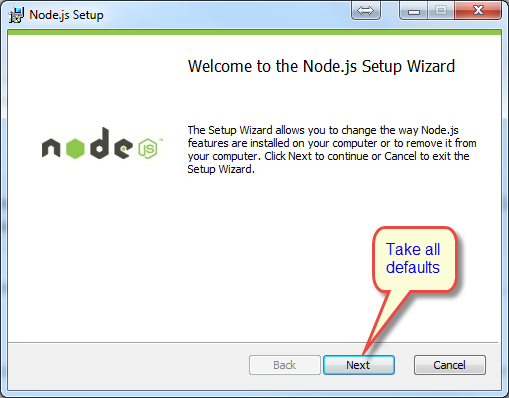 Node.js Setup
Welcome to the Node.js Setup Wizard
node
JS
™
The Setup Wizard allows you to change the way Node.js
features are installed on your computer or to remove it from
your computer. Click Next to continue or Cancel to exit the
Setup Wizard.
Take all
defaults
Back
Next
Cancel